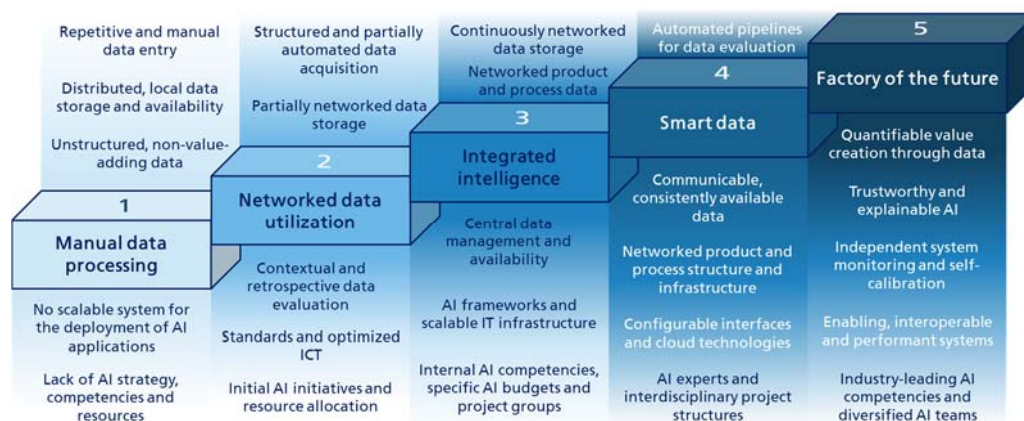 Repetitive and manual
data entry
Distributed, local data
storage and availability
Unstructured, non-value-
adding data
1
Manual data
processing
No scalable system for
the deployment of AI
applications
Lack of AI strategy,
competencies and
resources
Structured and partially
automated data
acquisition
Partially networked data
storage
2
Networked data
utilization
Contextual and
retrospective data
evaluation
Standards and optimized
ICT
Initial AI initiatives and
resource allocation
Continuously networked
data storage
Networked product
and process data
3
Integrated
intelligence
Central data
management and
availability
AI frameworks and
scalable IT infrastructure
Internal AI competencies,
specific AI budgets and
project groups
Automated pipelines
for data evaluation
4
Smart data
Communicable,
consistently available
data
Networked product and
process structure and
infrastructure
Configurable interfaces
and cloud technologies
AI experts and
interdisciplinary project
structures
5
Factory of the future
Quantifiable value
creation through data
Trustworthy and
explainable AI
Independent system
monitoring and self-
calibration
Enabling, interoperable
and performant systems
Industry-leading AI
competencies and
diversified AI teams